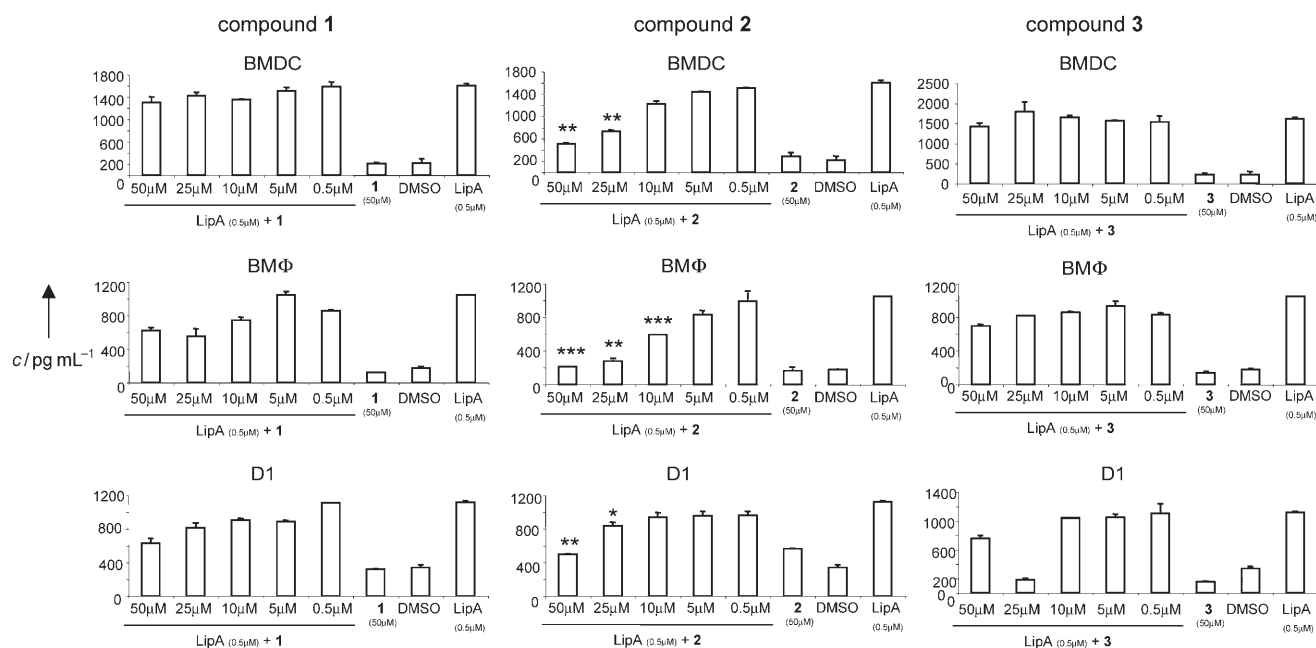 compound 1
compound 2
compound 3
c / pg mL⁻¹
BMDC
1800
1400
1000
600
200
0
50µM 25µM 10µM 5µM 0.5µM 1 DMSO LipA
(50µM) (0.5µM)
LipA (0.5µM) + 1
BMDC
1800
1400
1000
600
200
0
** **
50µM 25µM 10µM 5µM 0.5µM 2 DMSO LipA
(50µM) (0.5µM)
LipA (0.5µM) + 2
BMDC
2500
2000
1500
1000
500
0
50µM 25µM 10µM 5µM 0.5µM 3 DMSO LipA
(50µM) (0.5µM)
LipA (0.5µM) + 3
BMΦ
1200
800
400
0
50µM 25µM 10µM 5µM 0.5µM 1 DMSO LipA
(50µM) (0.5µM)
LipA (0.5µM) + 1
BMΦ
1200
800
400
0
*** ** ***
50µM 25µM 10µM 5µM 0.5µM 2 DMSO LipA
(50µM) (0.5µM)
LipA (0.5µM) + 2
BMΦ
1200
800
400
0
50µM 25µM 10µM 5µM 0.5µM 3 DMSO LipA
(50µM) (0.5µM)
LipA (0.5µM) + 3
D1
1200
800
400
0
50µM 25µM 10µM 5µM 0.5µM 1 DMSO LipA
(50µM) (0.5µM)
LipA (0.5µM) + 1
D1
1200
800
400
0
** *
50µM 25µM 10µM 5µM 0.5µM 2 DMSO LipA
(50µM) (0.5µM)
LipA (0.5µM) + 2
D1
1400
1000
600
200
0
50µM 25µM 10µM 5µM 0.5µM 3 DMSO LipA
(50µM) (0.5µM)
LipA (0.5µM) + 3